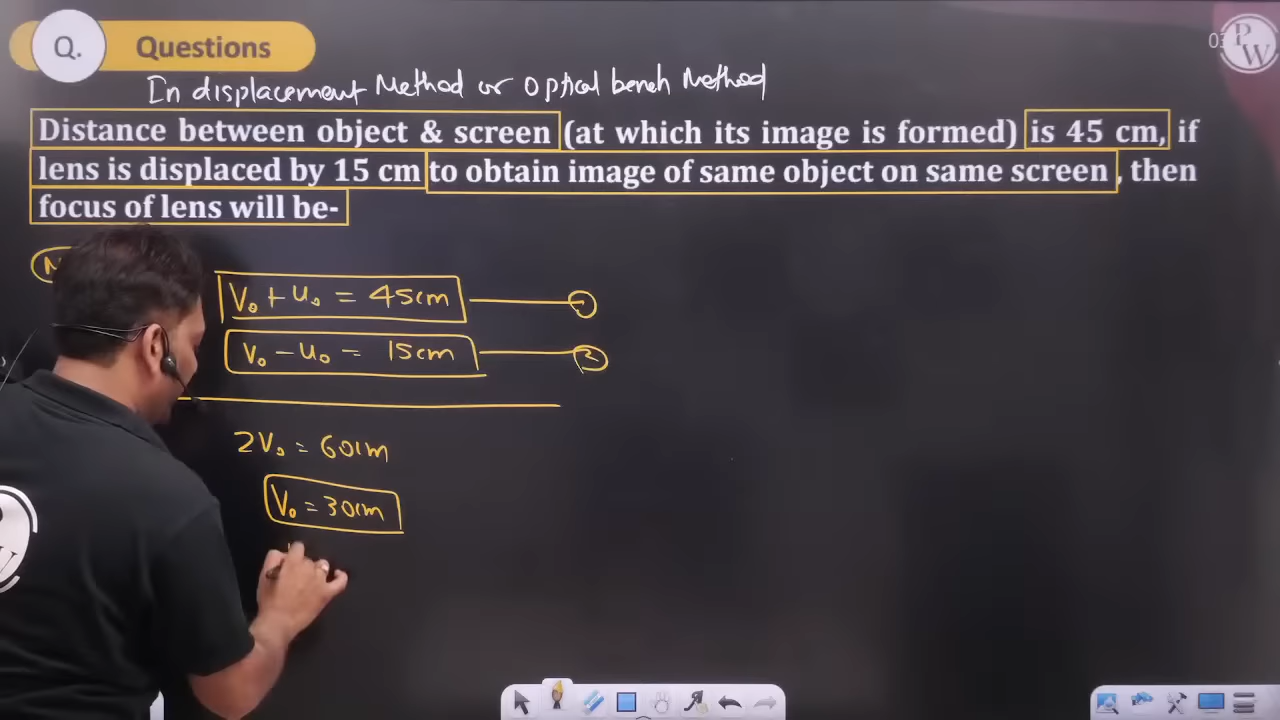 Q. Questions
In displacement Method or Optical bench Method
Distance between object & screen (at which its image is formed) is 45 cm, if
lens is displaced by 15 cm to obtain image of same object on same screen, then
focus of lens will be-
V₀ + u₀ = 45cm ①
V₀ - u₀ = 15cm ②
2V₀ = 60cm
V₀ = 30cm
PW